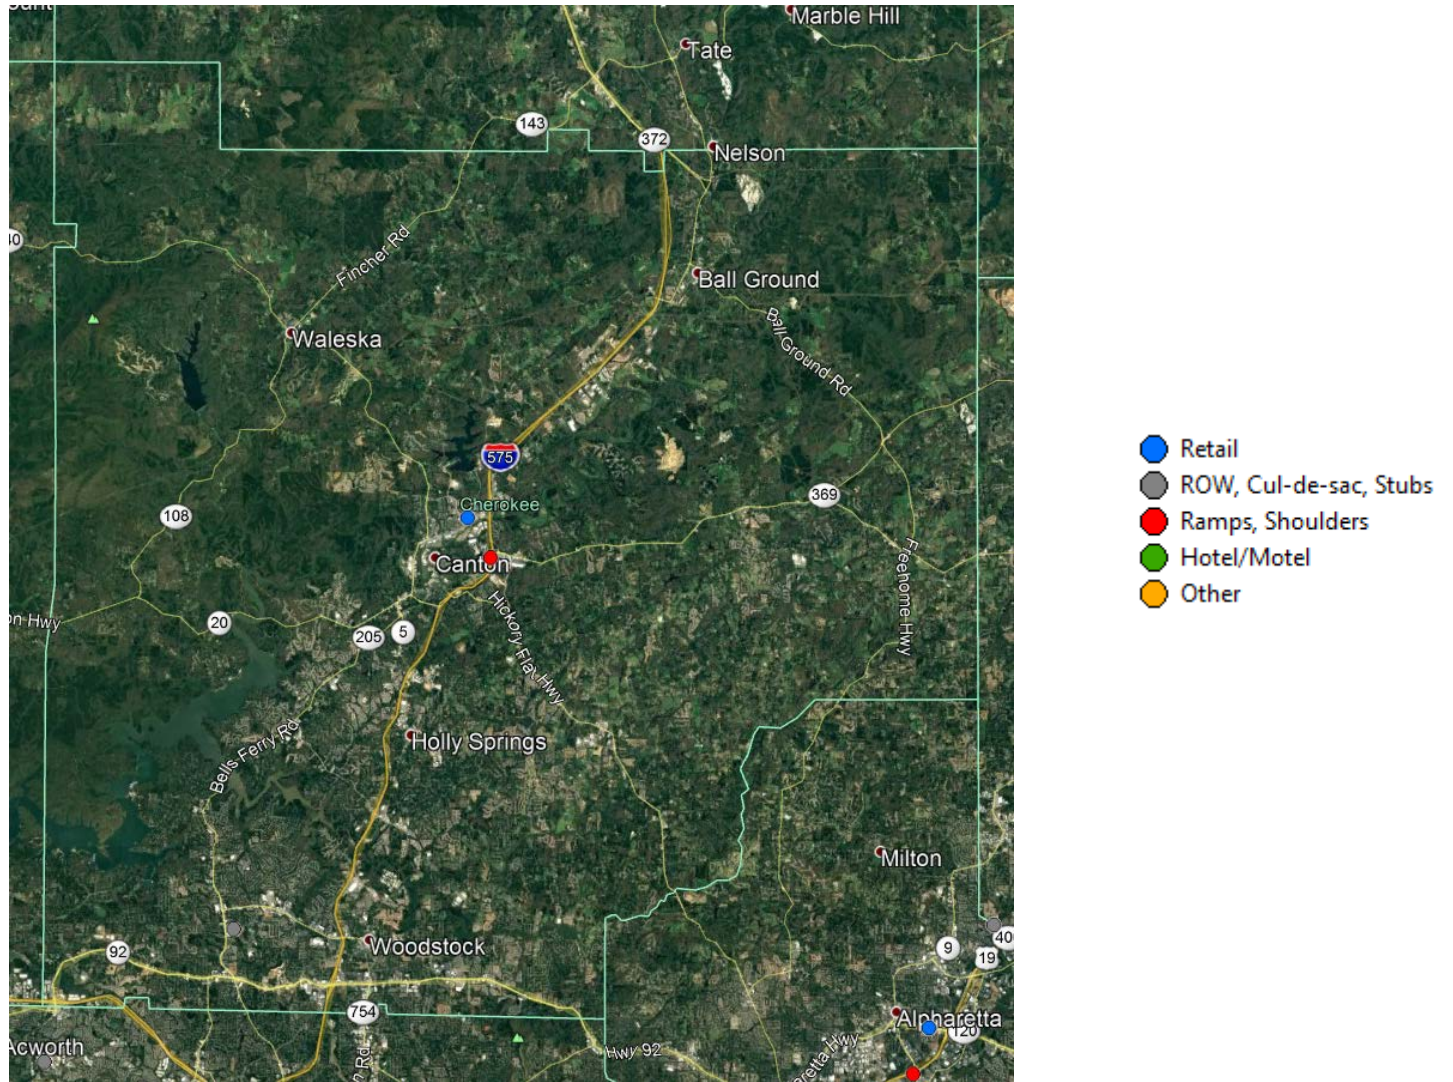 Marble Hill
Tate
143
372
Nelson
Fincher Rd
Ball Ground
Ball Ground Rd
Waleska
575
Cherokee
369
108
Canton
Freehome Hwy
Hickory Flat Hwy
20
205
5
Holly Springs
Bells Ferry Rd
Milton
Woodstock
92
9
19
754
Alpharetta
120
Acworth
Hwy 92
Retail
ROW, Cul-de-sac, Stubs
Ramps, Shoulders
Hotel/Motel
Other